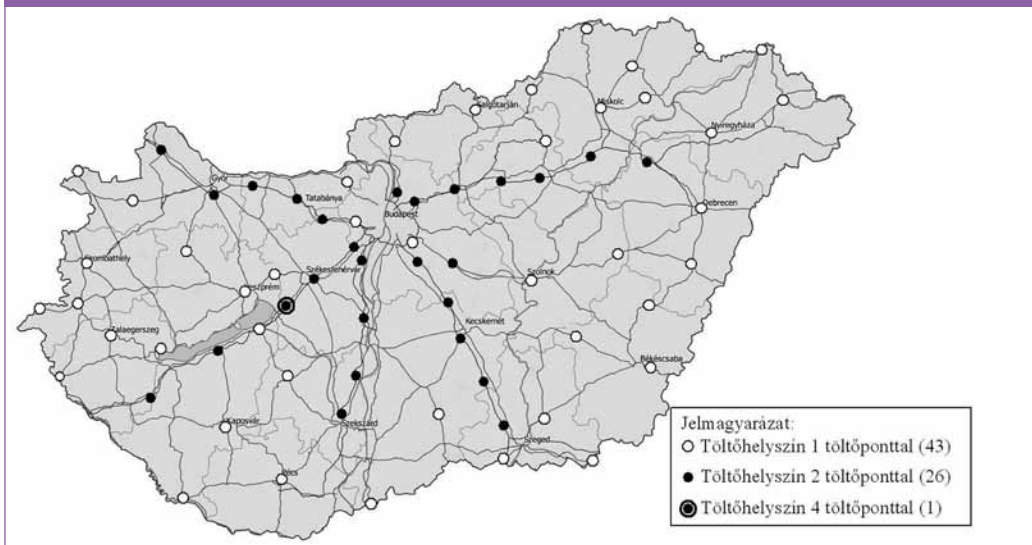 Salgótarján
Miskolc
Nyíregyháza
Győr
Tatabánya
Budapest
Debrecen
Szombathely
Székesfehérvár
Veszprém
Szolnok
Zalaegerszeg
Kecskemét
Békéscsaba
Kaposvár
Szekszárd
Szeged
Pécs
Jelmagyarázat:
Töltőhelyszín 1 töltőponttal (43)
Töltőhelyszín 2 töltőponttal (26)
Töltőhelyszín 4 töltőponttal (1)